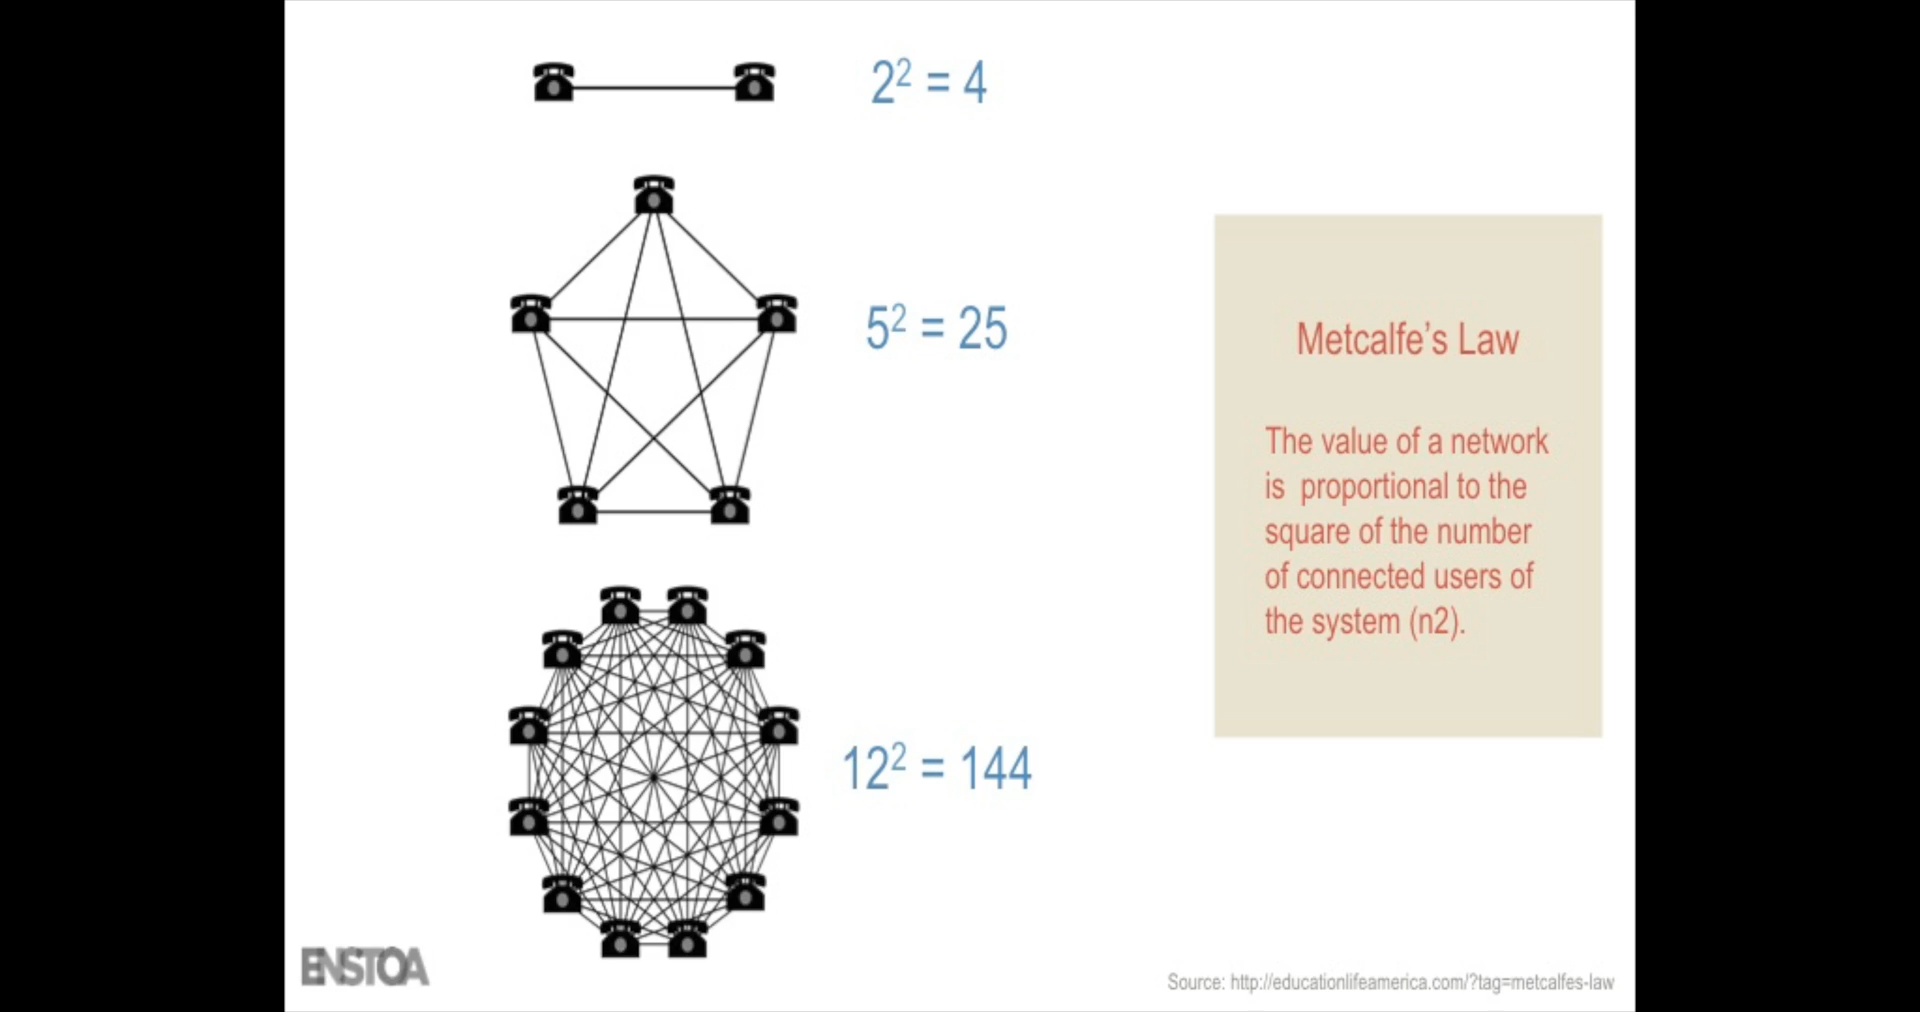 2² = 4
5² = 25
12² = 144
Metcalfe's Law
The value of a network
is proportional to the
square of the number
of connected users of
the system (n2).
ENSTOA
Source: http://educationlifeamerica.com/?tag=metcalfes-law